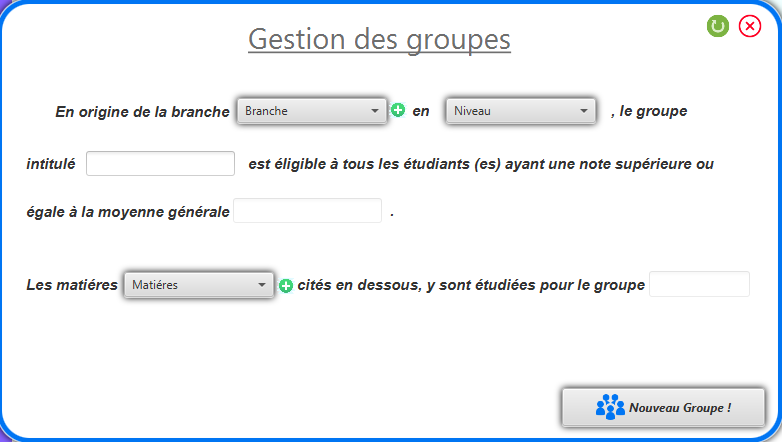 Gestion des groupes
En origine de la branche Branche en Niveau , le groupe
intitulé est éligible à tous les étudiants (es) ayant une note supérieure ou
égale à la moyenne générale .
Les matiéres Matiéres cités en dessous, y sont étudiées pour le groupe
Nouveau Groupe !